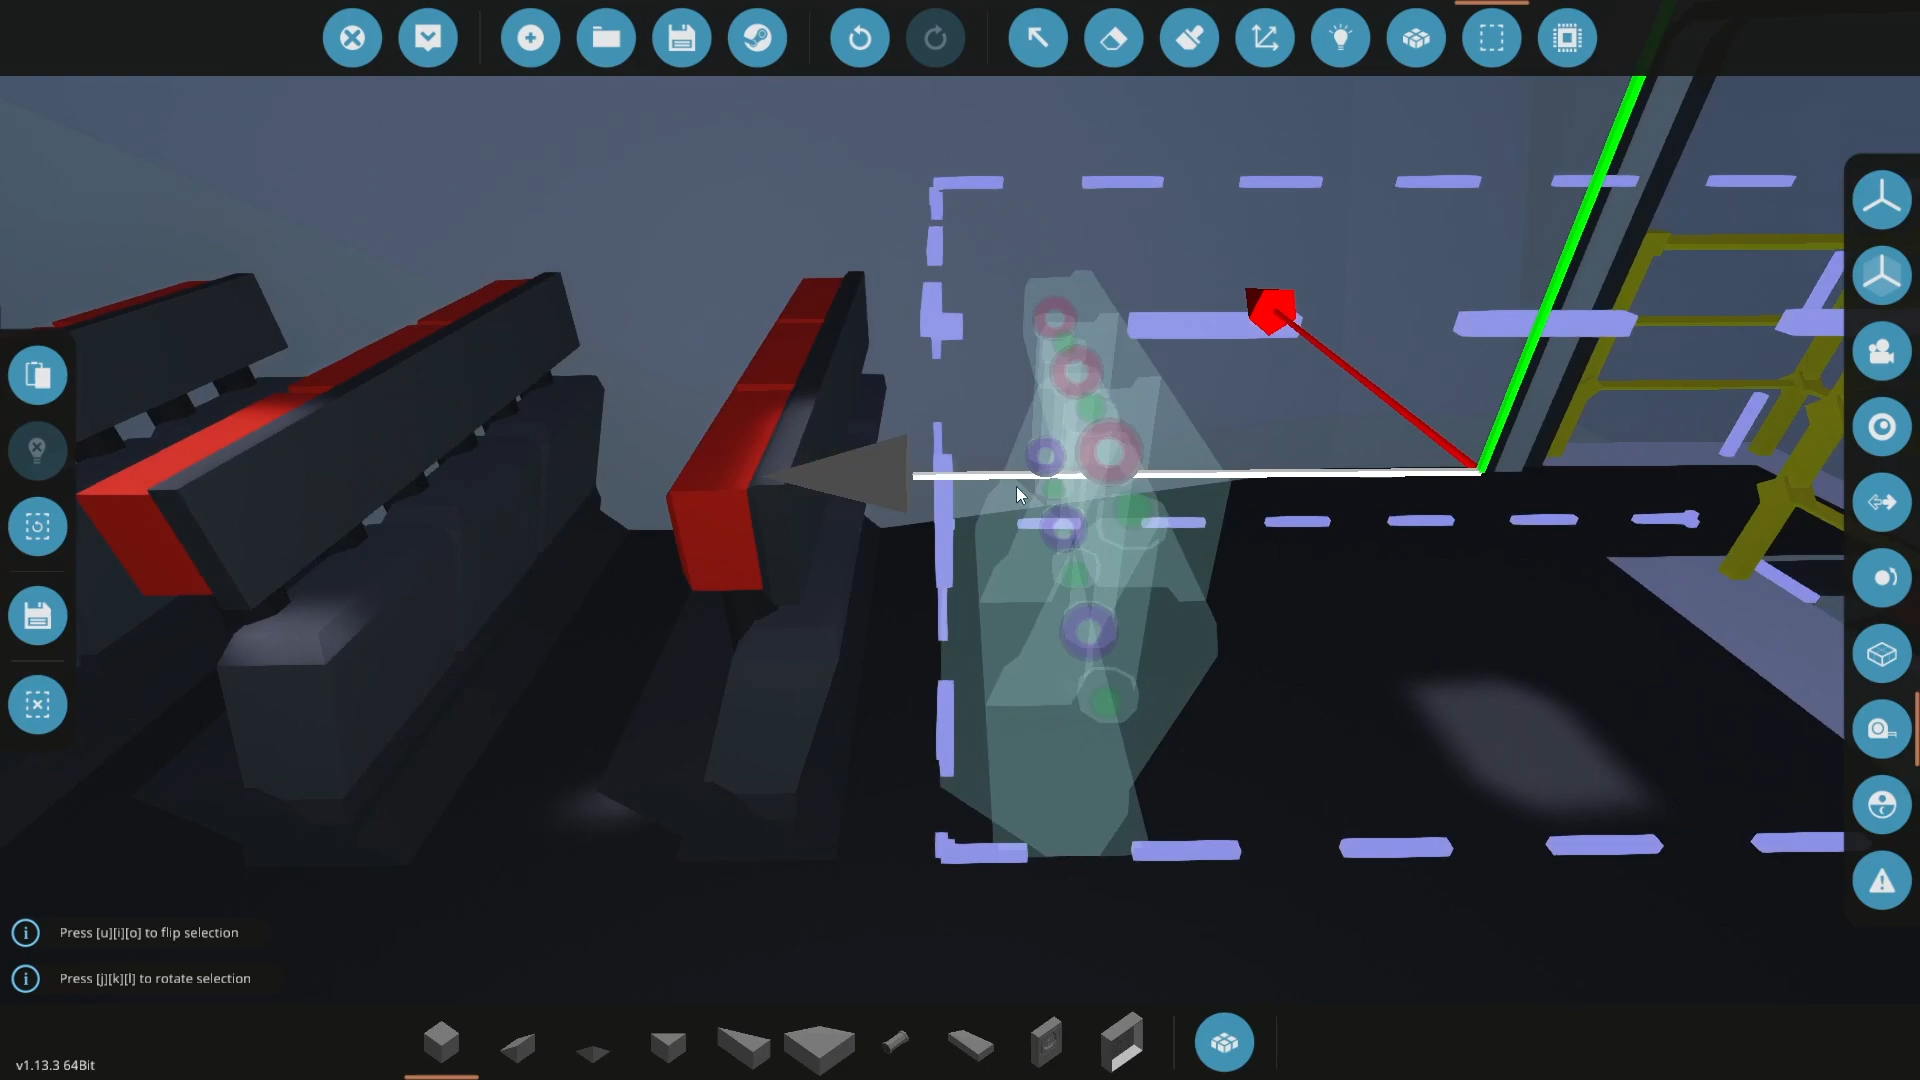 Press [u][i][o] to flip selection
Press [j][k][l] to rotate selection
v1.13.3 64Bit